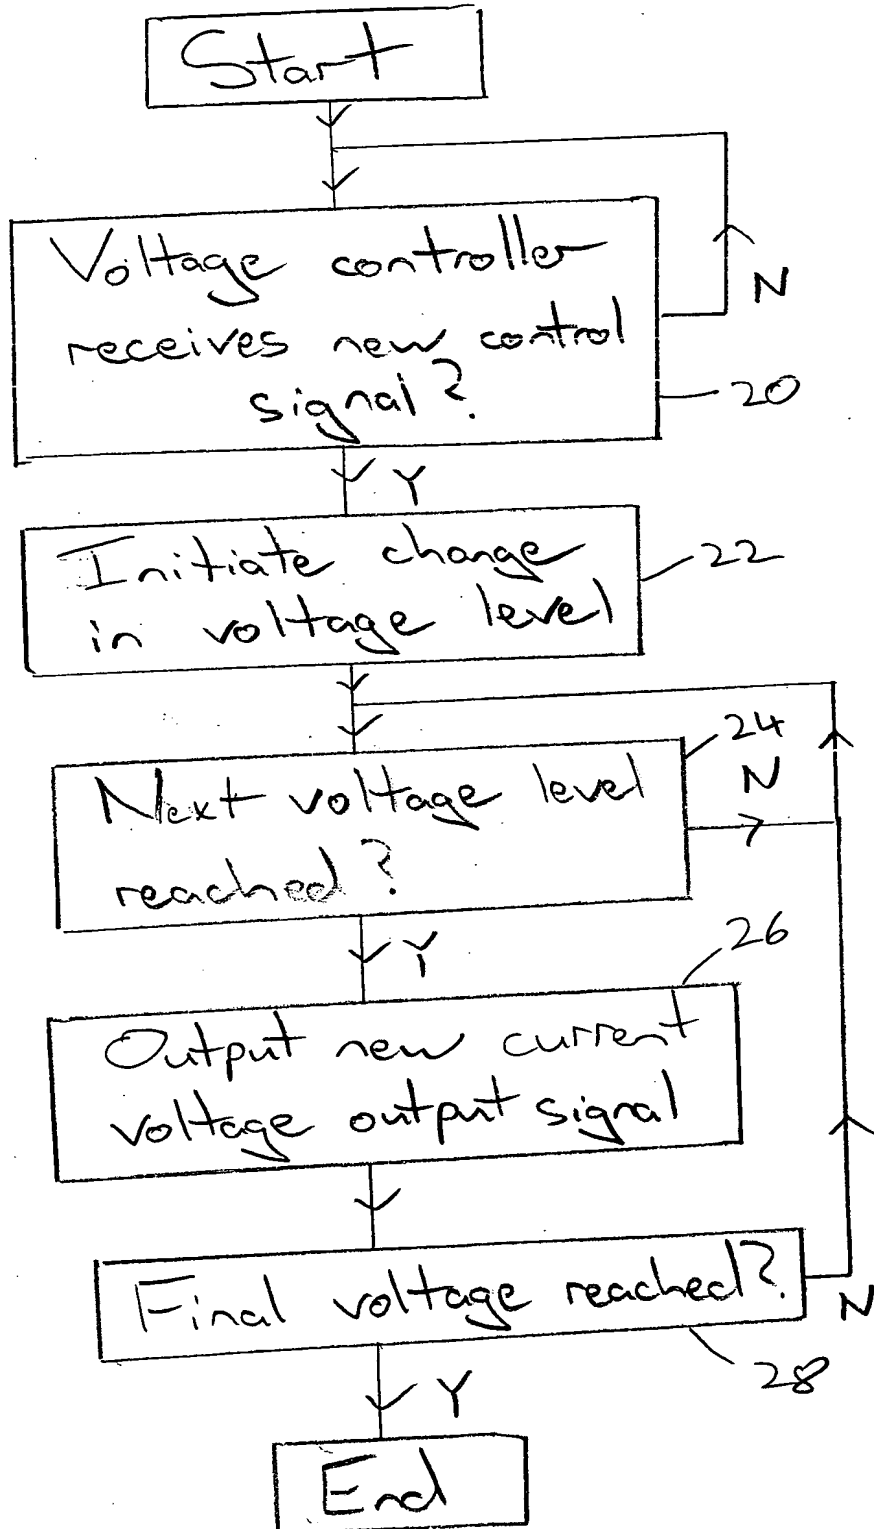 Start
Voltage controller
N
receives new control
signal?
20
Y
Initiate change
22
in voltage level
24
Next voltage level
N
reached?
Y
26
Output new current
voltage output signal
Final voltage reached?
N
28
Y
End